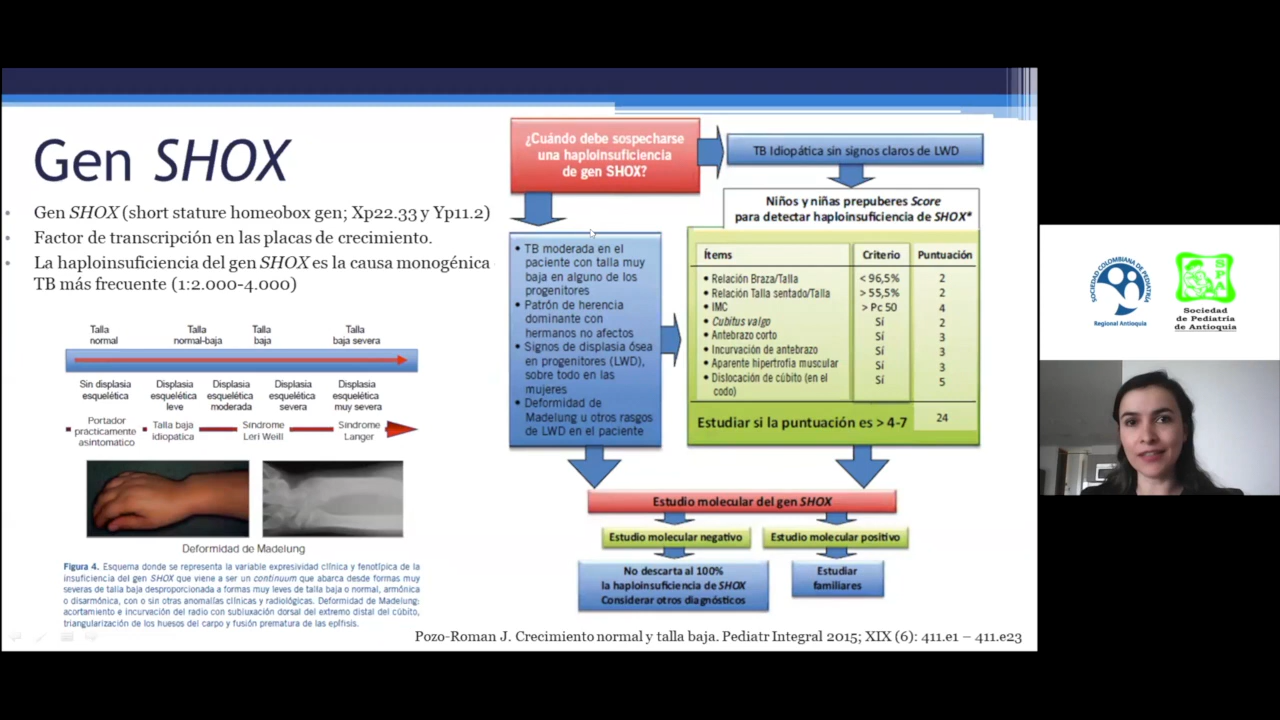 Gen SHOX
• Gen SHOX (short stature homeobox gen; Xp22.33 y Yp11.2)
• Factor de transcripción en las placas de crecimiento.
• La haploinsuficiencia del gen SHOX es la causa monogénica
TB más frecuente (1:2.000-4.000)
Talla normal
Talla normal-baja
Talla baja
Talla baja severa
Sin displasia esquelética
Displasia esquelética leve
Displasia esquelética moderada
Displasia esquelética severa
Displasia esquelética muy severa
Portador prácticamente asintomatico
Talla baja idiopatica
Sindrome Leri Weill
Sindrome Langer
Deformidad de Madelung
Figura 4. Esquema donde se representa la variable expresividad clínica y fenotípica de la
insuficiencia del gen SHOX que viene a ser un continuum que abarca desde formas muy
severas de talla baja desproporcionada a formas muy leves de talla baja o normal, armónica
o disarmónica, con o sin otras anomalías clínicas y radiológicas. Deformidad de Madelung:
acortamiento e incurvación del radio con subluxación dorsal del extremo distal del cúbito,
triangularización de los huesos del carpo y fusión prematura de las epífisis.
¿Cuándo debe sospecharse
una haploinsuficiencia
de gen SHOX?
TB Idiopática sin signos claros de LWD
• TB moderada en el
paciente con talla muy
baja en alguno de los
progenitores
• Patrón de herencia
dominante con
hermanos no afectos
• Signos de displasia ósea
en progenitores (LWD),
sobre todo en las
mujeres
• Deformidad de
Madelung u otros rasgos
de LWD en el paciente
Niños y niñas prepuberes Score
para detectar haploinsuficiencia de SHOX*
Ítems Criterio Puntuación
• Relación Braza/Talla < 96,5% 2
• Relación Talla sentado/Talla > 55,5% 2
• IMC > Pc 50 4
• Cubitus valgo Sí 2
• Antebrazo corto Sí 3
• Incurvación de antebrazo Sí 3
• Aparente hipertrofia muscular Sí 3
• Dislocación de cúbito (en el Sí 5
codo)
Estudiar si la puntuación es > 4-7 24
Estudio molecular del gen SHOX
Estudio molecular negativo
Estudio molecular positivo
No descarta al 100%
la haploinsuficiencia de SHOX
Considerar otros diagnósticos
Estudiar
familiares
Pozo-Roman J. Crecimiento normal y talla baja. Pediatr Integral 2015; XIX (6): 411.e1 – 411.e23
SOCIEDAD COLOMBIANA DE PEDIATRÍA
Regional Antioquia
SPA
Sociedad
de Pediatría
de Antioquia